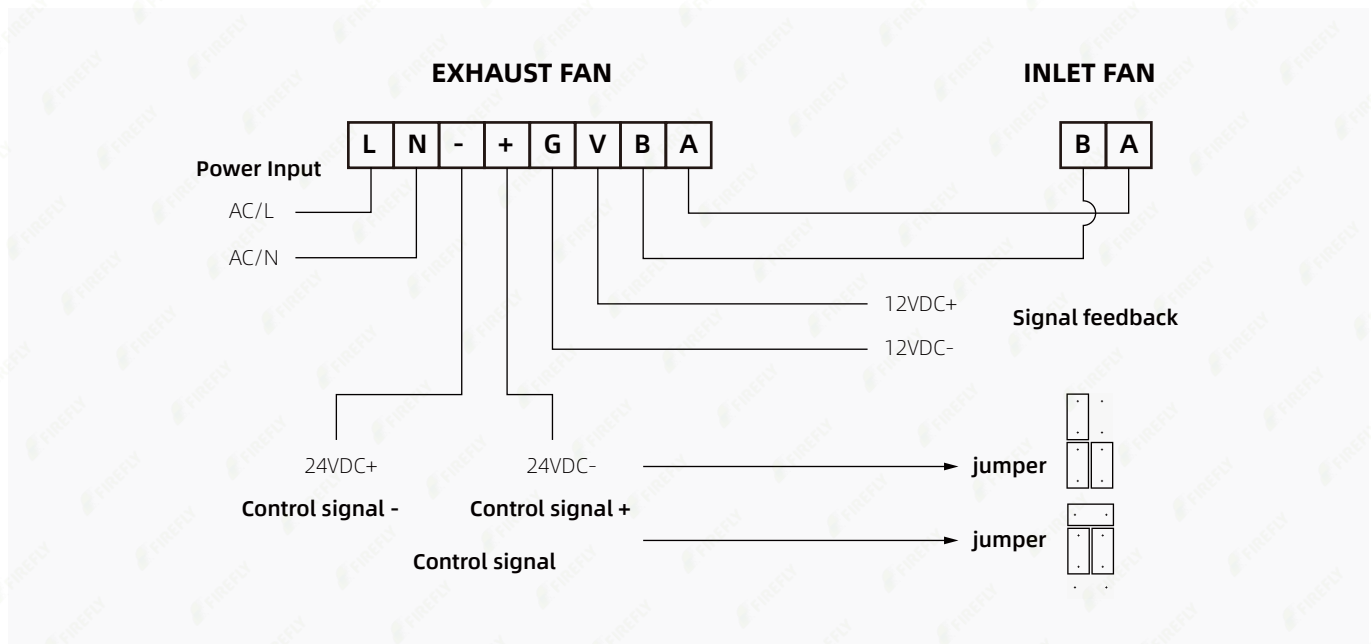 EXHAUST FAN
INLET FAN
L N - + G V B A
B A
Power Input
AC/L
AC/N
12VDC+
Signal feedback
12VDC-
24VDC+
24VDC-
jumper
Control signal -
Control signal +
jumper
Control signal
FIREFLY